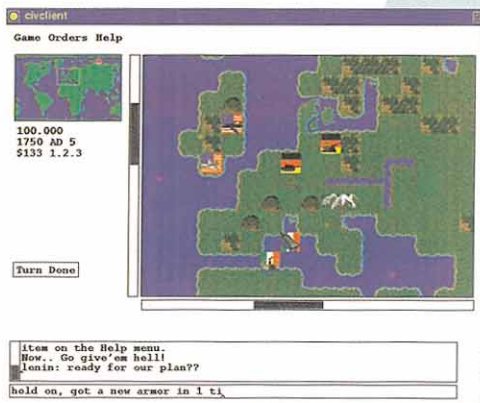 civclient
Game Orders Help
100.000
1750 AD 5
$133 1.2.3
Turn Done
item on the Help menu.
Now.. Go give'em hell!
lenin: ready for our plan??
hold on, got a new armor in 1 ti